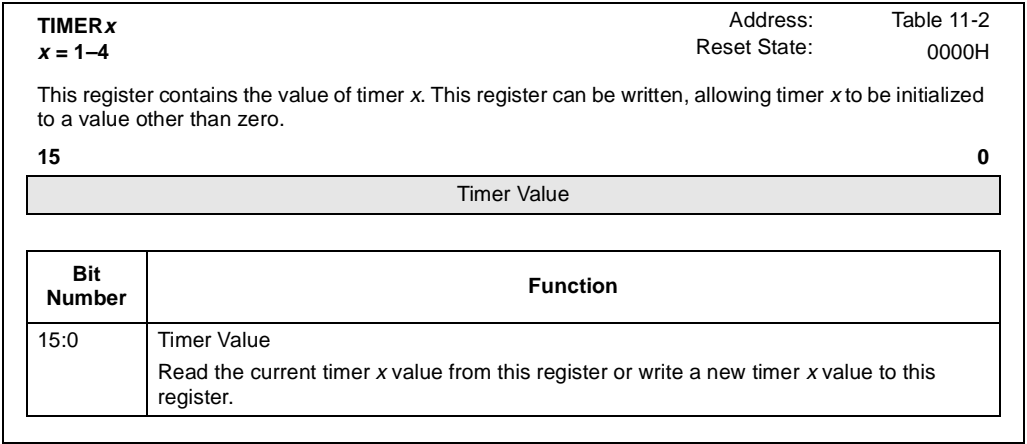 TIMERx Address: Table 11-2
x = 1–4 Reset State: 0000H
This register contains the value of timer x. This register can be written, allowing timer x to be initialized
to a value other than zero.
15 0
Timer Value
Bit
Number
Function
15:0 Timer Value
Read the current timer x value from this register or write a new timer x value to this
register.